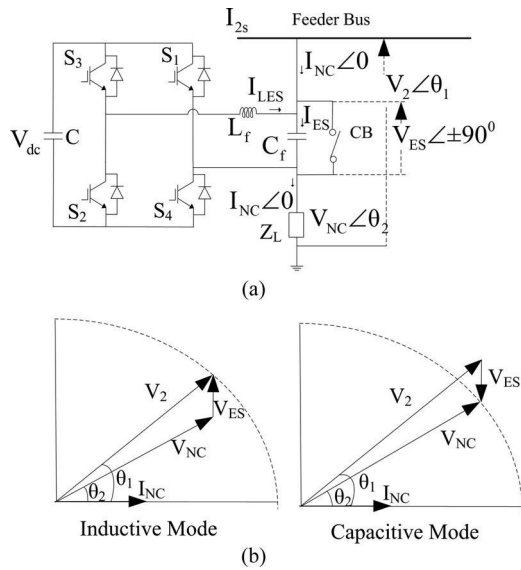 I2s Feeder Bus
S3 S1
INC∠0
ILES
V2∠θ1
Vdc C
Lf
IES
Cf
CB
VES∠±90⁰
S2 S4
INC∠0
ZL
VNC∠θ2
(a)
V2
VES
VNC
θ1
θ2
INC
Inductive Mode
V2
VES
VNC
θ1
θ2
INC
Capacitive Mode
(b)